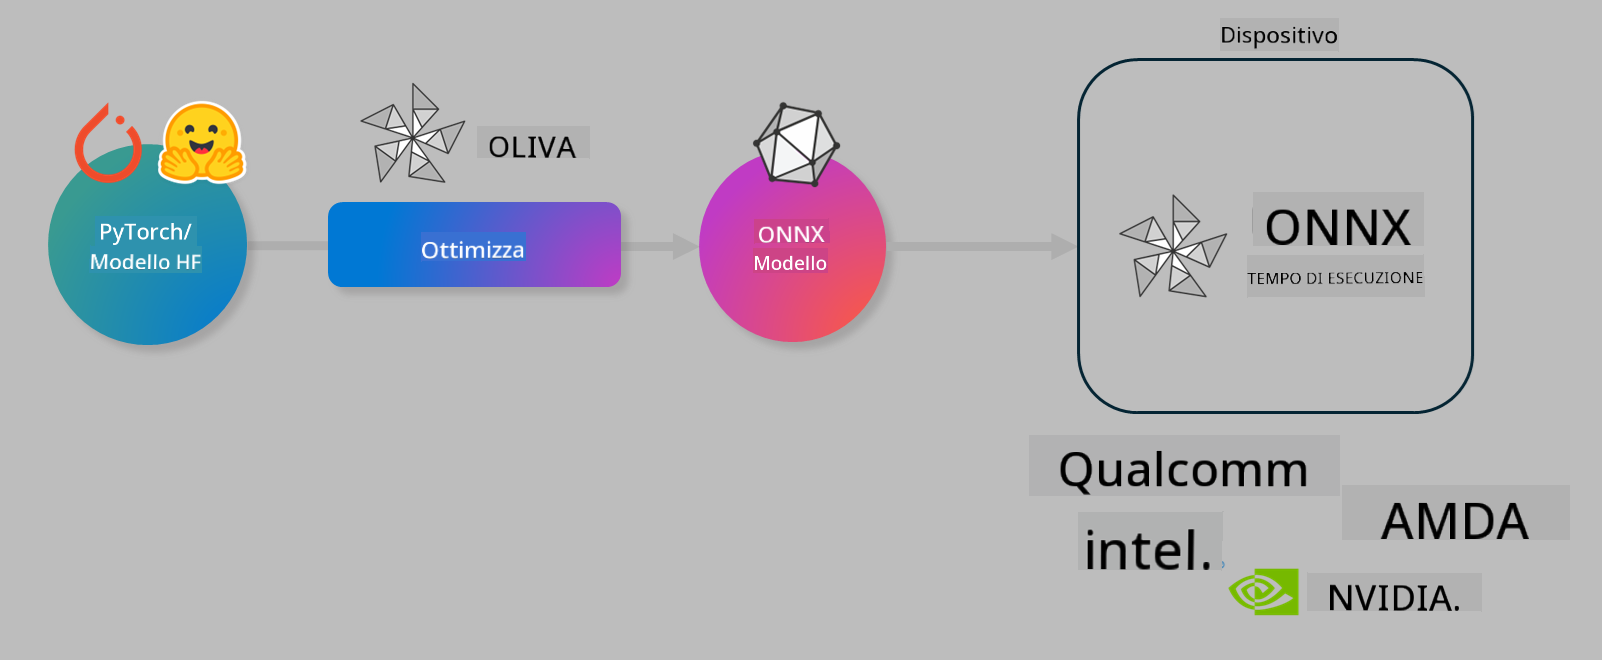 Dispositivo
OLIVA
PyTorch/
Modello HF
Ottimizza
ONNX
Modello
ONNX
TEMPO DI ESECUZIONE
Qualcomm
AMDA
intel.
NVIDIA.